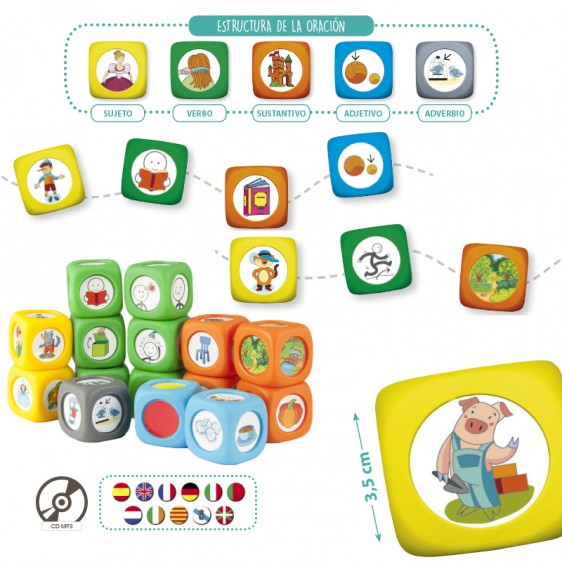 ESTRUCTURA DE LA ORACIÓN
SUJETO
VERBO
SUSTANTIVO
ADJETIVO
ADVERBIO
3,5 cm
CD MP3